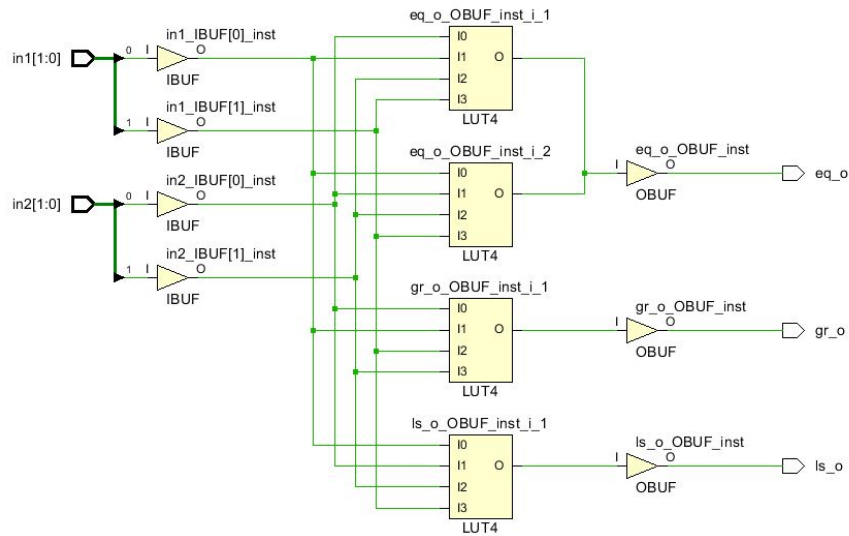 in1[1:0]
0
I
in1_IBUF[0]_inst
O
IBUF
1
I
in1_IBUF[1]_inst
O
IBUF
in2[1:0]
0
I
in2_IBUF[0]_inst
O
IBUF
1
I
in2_IBUF[1]_inst
O
IBUF
eq_o_OBUF_inst_i_1
I0
I1
O
I2
I3
LUT4
eq_o_OBUF_inst_i_2
I0
I1
O
I2
I3
LUT4
gr_o_OBUF_inst_i_1
I0
I1
O
I2
I3
LUT4
ls_o_OBUF_inst_i_1
I0
I1
O
I2
I3
LUT4
eq_o_OBUF_inst
I
O
OBUF
eq_o
gr_o_OBUF_inst
I
O
OBUF
gr_o
ls_o_OBUF_inst
I
O
OBUF
ls_o